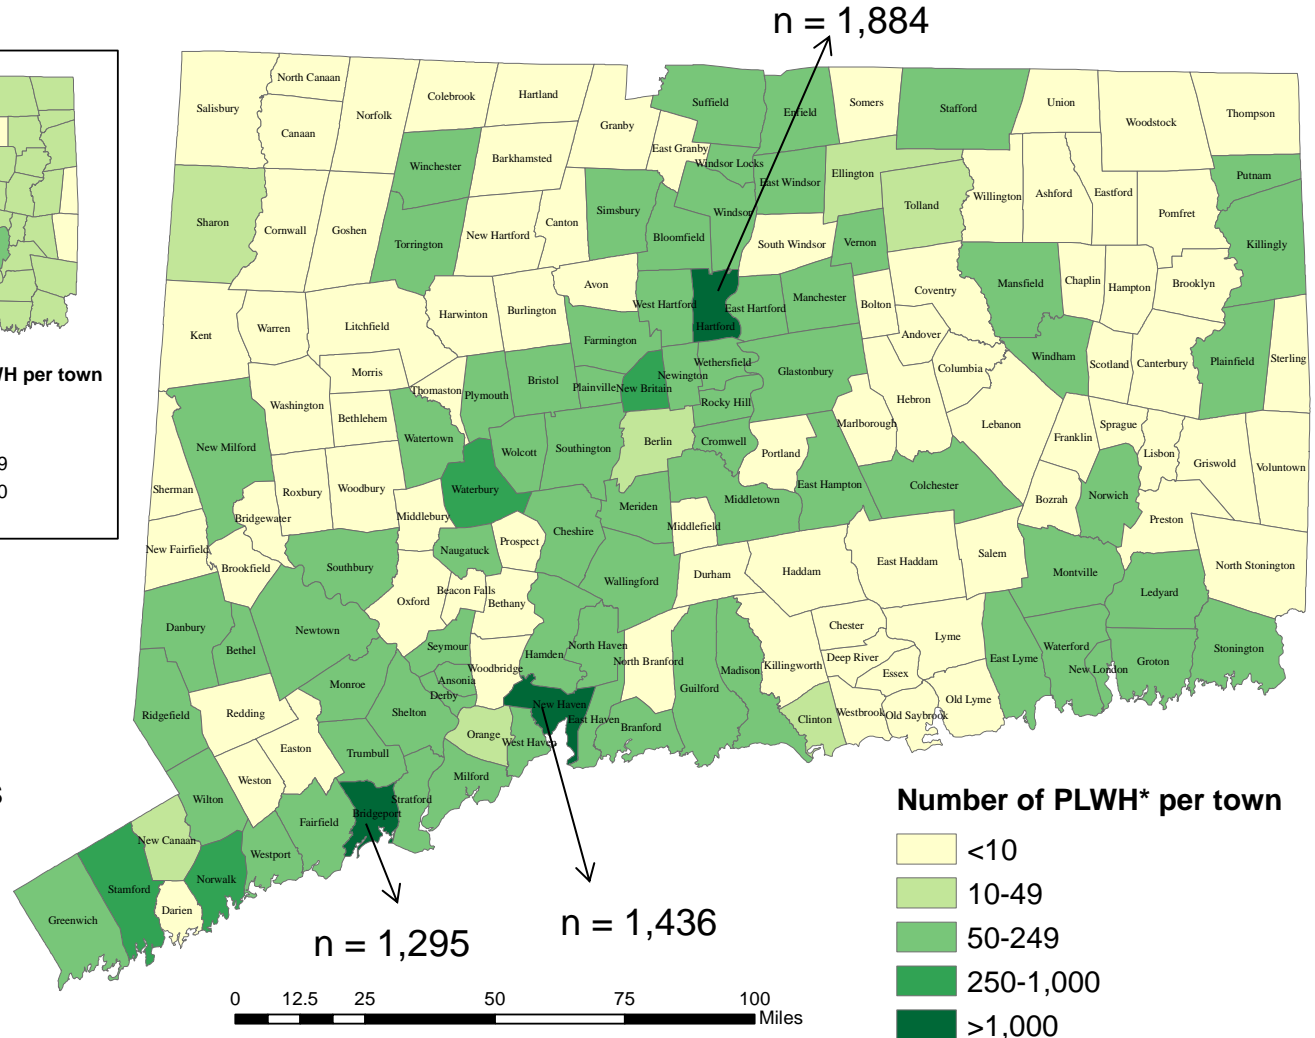 n = 1,884
North Canaan
Salisbury
Canaan
Norfolk
Colebrook
Hartland
Granby
Suffield
Enfield
Somers
Stafford
Union
Woodstock
Thompson
East Granby
Windsor Locks
Winchester
Barkhamsted
East Windsor
Ellington
Tolland
Willington
Ashford
Eastford
Pomfret
Putnam
Sharon
Cornwall
Goshen
Torrington
New Hartford
Canton
Simsbury
Bloomfield
Windsor
South Windsor
Vernon
Killingly
Avon
West Hartford
Hartford
East Hartford
Manchester
Bolton
Coventry
Mansfield
Chaplin
Hampton
Brooklyn
Kent
Warren
Litchfield
Harwinton
Burlington
Farmington
Andover
Windham
Scotland
Canterbury
Plainfield
Sterling
Morris
WH per town
Thomaston
Plymouth
Bristol
Plainville
New Britain
Newington
Wethersfield
Rocky Hill
Glastonbury
Hebron
Columbia
Washington
Bethlehem
Watertown
Wolcott
Southington
Berlin
Cromwell
Portland
Marlborough
Lebanon
Franklin
Sprague
Lisbon
Griswold
Voluntown
New Milford
9
0
Sherman
Roxbury
Woodbury
Waterbury
Meriden
Middletown
East Hampton
Colchester
Bozrah
Norwich
Preston
Bridgewater
Middlebury
Middlefield
New Fairfield
Brookfield
Southbury
Naugatuck
Prospect
Cheshire
Wallingford
Durham
Haddam
East Haddam
Salem
Montville
Ledyard
North Stonington
Oxford
Beacon Falls
Bethany
Danbury
Bethel
Newtown
Seymour
Woodbridge
Hamden
North Haven
North Branford
Guilford
Madison
Killingworth
Chester
Deep River
Essex
Lyme
East Lyme
Waterford
New London
Groton
Stonington
Ridgefield
Redding
Monroe
Ansonia
Derby
Shelton
Orange
New Haven
West Haven
East Haven
Branford
Clinton
Westbrook
Old Saybrook
Old Lyme
Easton
Trumbull
Weston
Milford
Wilton
Stratford
Bridgeport
Fairfield
New Canaan
Westport
Norwalk
Stamford
Darien
Greenwich
n = 1,295
n = 1,436
Number of PLWH* per town
<10
10-49
50-249
250-1,000
>1,000
0 12.5 25 50 75 100
Miles